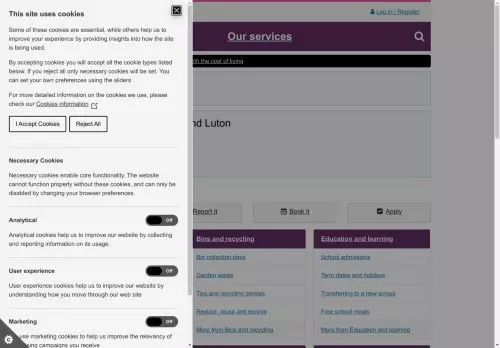 This site uses cookies
Some of these cookies are essential, while others help us to
improve your experience by providing insights into how the site
is being used.
By accepting cookies you will accept all the cookie types listed
below. If you reject all only necessary cookies will be set. You
can set your own preferences using the sliders
For more detailed information on the cookies we use, please
check our Cookies information
I Accept Cookies
Reject All
Necessary Cookies
Necessary cookies enable core functionality. The website
cannot function properly without these cookies, and can only be
disabled by changing your browser preferences.
Analytical
Off
Analytical cookies help us to improve our website by collecting
and reporting information on its usage.
User experience
Off
User experience cookies help us to improve our website by
understanding how you move through our web site
Marketing
Off
use marketing cookies to help us improve the relevancy of
campaigns you receive
Log in / Register
Our services
with the cost of living
nd Luton
Report it
Book it
Apply
Bins and recycling
Bin collection days
Garden waste
Tips and recycling centres
Reduce, reuse and recycle
More from Bins and recycling
Education and learning
School admissions
Term dates and holidays
Transferring to a new school
Free school meals
More from Education and learning